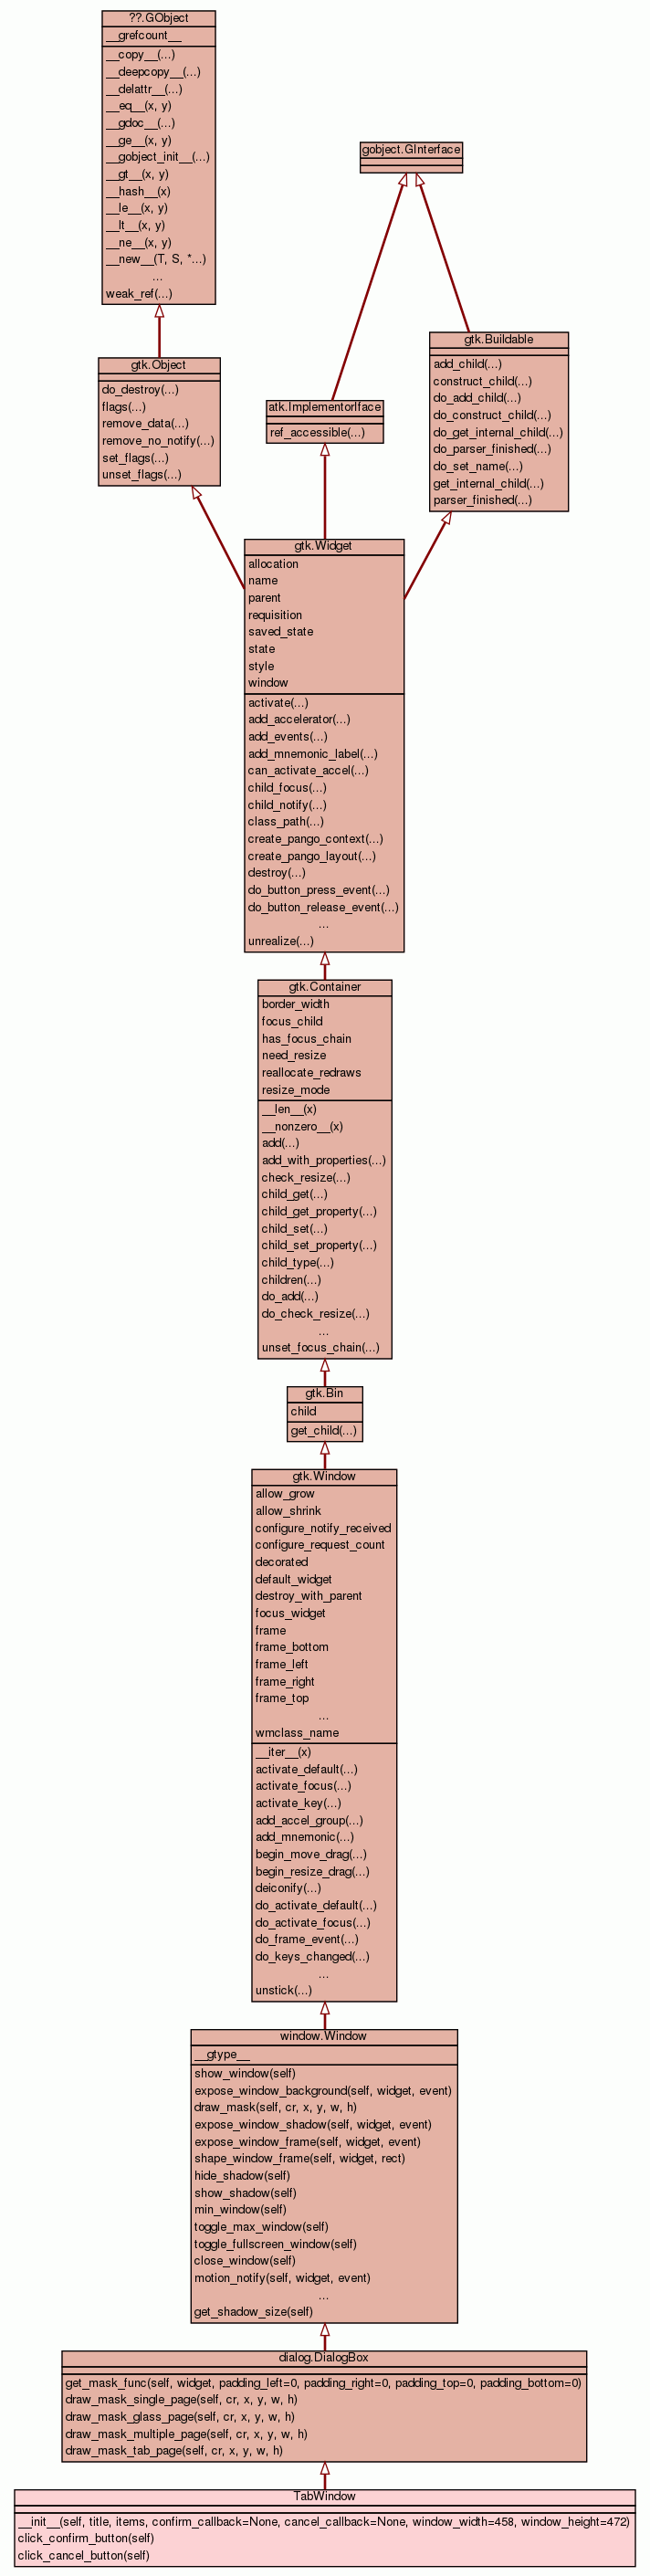 ??.GObject
__grefcount__
__copy__(...)
__deepcopy__(...)
__delattr__(...)
__eq__(x, y)
__gdoc__(...)
__ge__(x, y)
__gobject_init__(...)
__gt__(x, y)
__hash__(x)
__le__(x, y)
__lt__(x, y)
__ne__(x, y)
__new__(T, S, *...)
...
weak_ref(...)
gobject.GInterface
gtk.Object
do_destroy(...)
flags(...)
remove_data(...)
remove_no_notify(...)
set_flags(...)
unset_flags(...)
atk.ImplementorIface
ref_accessible(...)
gtk.Buildable
add_child(...)
construct_child(...)
do_add_child(...)
do_construct_child(...)
do_get_internal_child(...)
do_parser_finished(...)
do_set_name(...)
get_internal_child(...)
parser_finished(...)
gtk.Widget
allocation
name
parent
requisition
saved_state
state
style
window
activate(...)
add_accelerator(...)
add_events(...)
add_mnemonic_label(...)
can_activate_accel(...)
child_focus(...)
child_notify(...)
class_path(...)
create_pango_context(...)
create_pango_layout(...)
destroy(...)
do_button_press_event(...)
do_button_release_event(...)
...
unrealize(...)
gtk.Container
border_width
focus_child
has_focus_chain
need_resize
reallocate_redraws
resize_mode
__len__(x)
__nonzero__(x)
add(...)
add_with_properties(...)
check_resize(...)
child_get(...)
child_get_property(...)
child_set(...)
child_set_property(...)
child_type(...)
children(...)
do_add(...)
do_check_resize(...)
...
unset_focus_chain(...)
gtk.Bin
child
get_child(...)
gtk.Window
allow_grow
allow_shrink
configure_notify_received
configure_request_count
decorated
default_widget
destroy_with_parent
focus_widget
frame
frame_bottom
frame_left
frame_right
frame_top
...
wmclass_name
__iter__(x)
activate_default(...)
activate_focus(...)
activate_key(...)
add_accel_group(...)
add_mnemonic(...)
begin_move_drag(...)
begin_resize_drag(...)
deiconify(...)
do_activate_default(...)
do_activate_focus(...)
do_frame_event(...)
do_keys_changed(...)
...
unstick(...)
window.Window
__gtype__
show_window(self)
expose_window_background(self, widget, event)
draw_mask(self, cr, x, y, w, h)
expose_window_shadow(self, widget, event)
expose_window_frame(self, widget, event)
shape_window_frame(self, widget, rect)
hide_shadow(self)
show_shadow(self)
min_window(self)
toggle_max_window(self)
toggle_fullscreen_window(self)
close_window(self)
motion_notify(self, widget, event)
...
get_shadow_size(self)
dialog.DialogBox
get_mask_func(self, widget, padding_left=0, padding_right=0, padding_top=0, padding_bottom=0)
draw_mask_single_page(self, cr, x, y, w, h)
draw_mask_glass_page(self, cr, x, y, w, h)
draw_mask_multiple_page(self, cr, x, y, w, h)
draw_mask_tab_page(self, cr, x, y, w, h)
TabWindow
__init__(self, title, items, confirm_callback=None, cancel_callback=None, window_width=458, window_height=472)
click_confirm_button(self)
click_cancel_button(self)